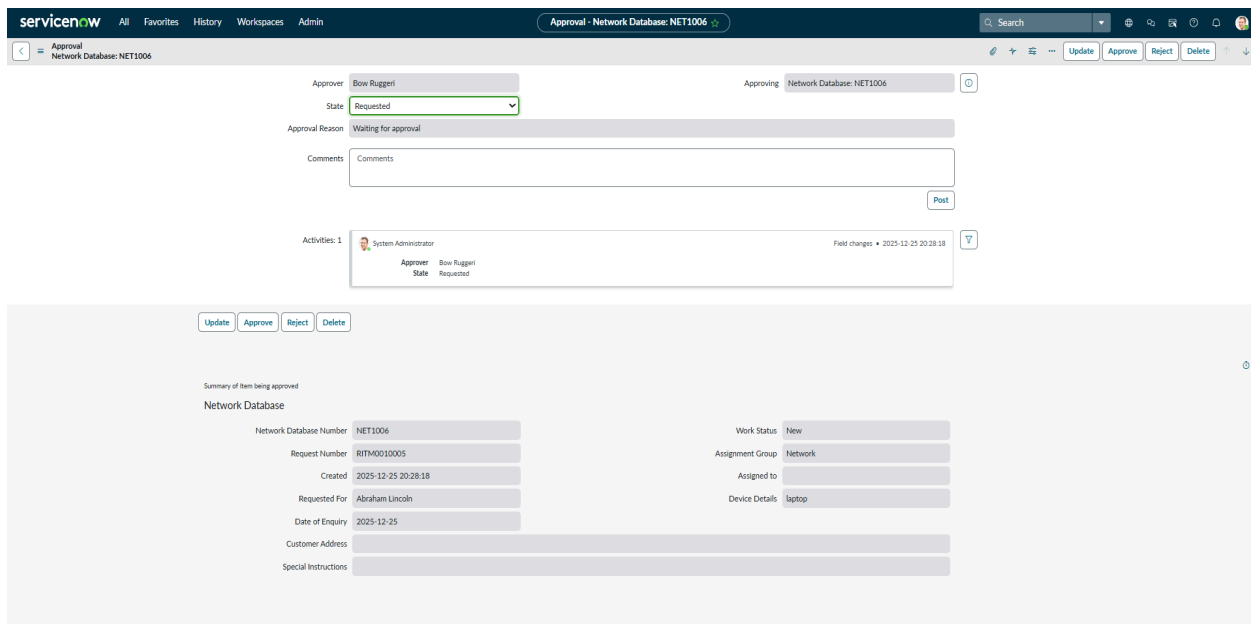 servicenow All Favorites History Workspaces Admin Approval - Network Database: NET1006 Search
Approval
Network Database: NET1006
Update Approve Reject Delete
Approver Bow Ruggeri Approving Network Database: NET1006
State Requested
Approval Reason Waiting for approval
Comments Comments
Post
Activities: 1 System Administrator Field changes • 2025-12-25 20:28:18
Approver Bow Ruggeri
State Requested
Update Approve Reject Delete
Summary of Item being approved
Network Database
Network Database Number NET1006 Work Status New
Request Number RITM0010005 Assignment Group Network
Created 2025-12-25 20:28:18 Assigned to
Requested For Abraham Lincoln Device Details laptop
Date of Enquiry 2025-12-25
Customer Address
Special Instructions